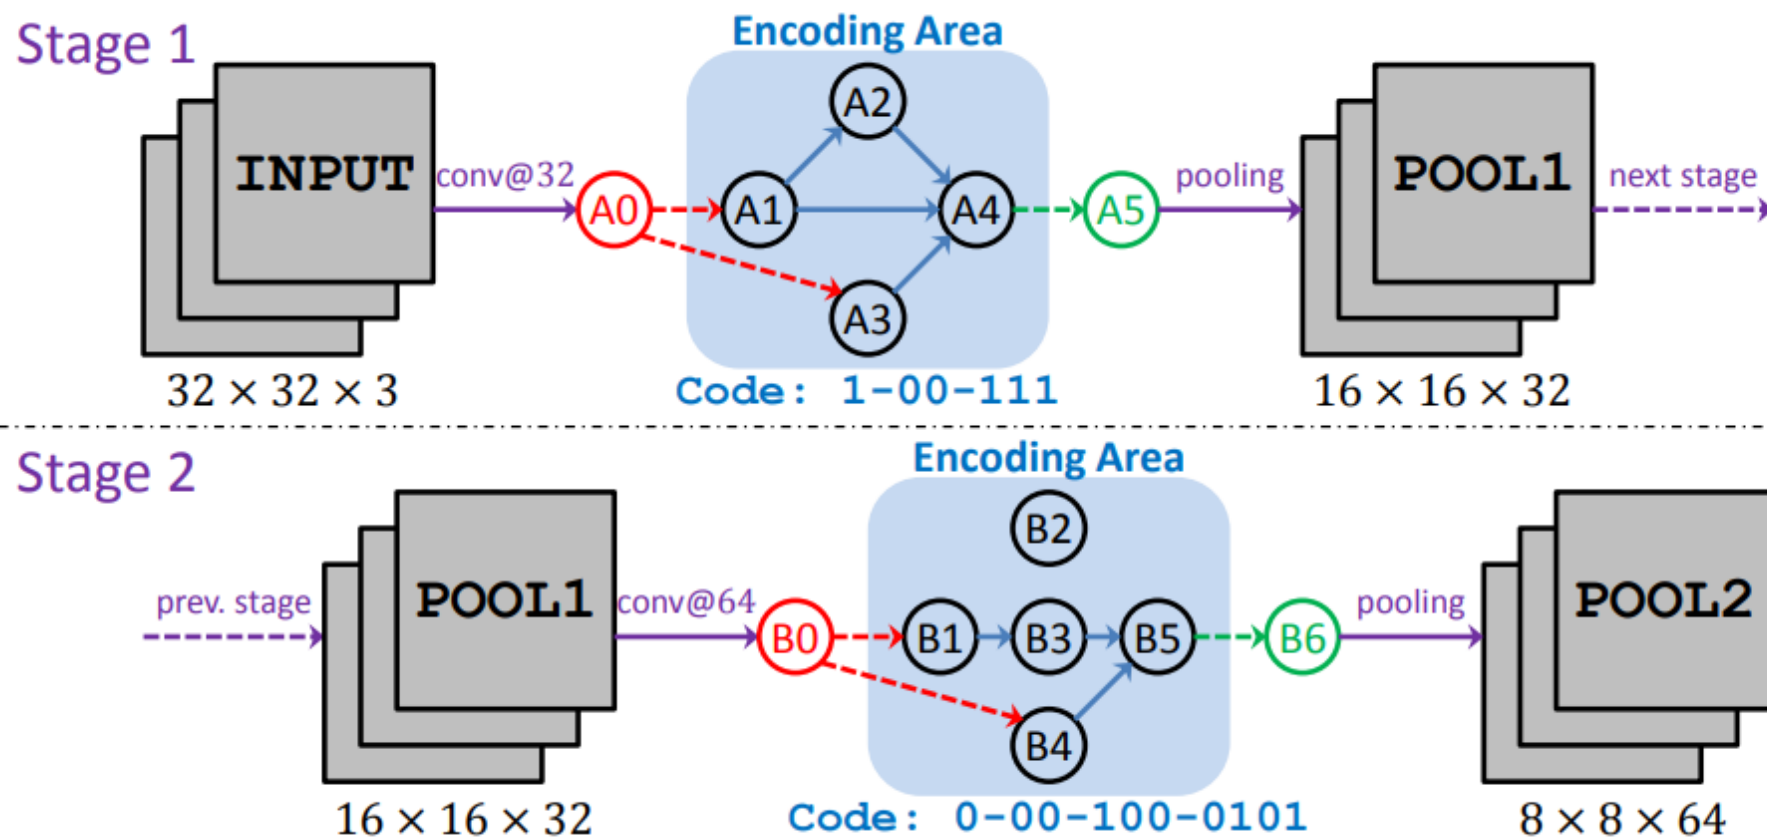 Stage 1
Encoding Area
INPUT
conv@32
A0
A1
A2
A3
A4
A5
pooling
POOL1
next stage
32 × 32 × 3
Code: 1-00-111
16 × 16 × 32
Stage 2
Encoding Area
prev. stage
POOL1
conv@64
B0
B1
B2
B3
B4
B5
B6
pooling
POOL2
16 × 16 × 32
Code: 0-00-100-0101
8 × 8 × 64